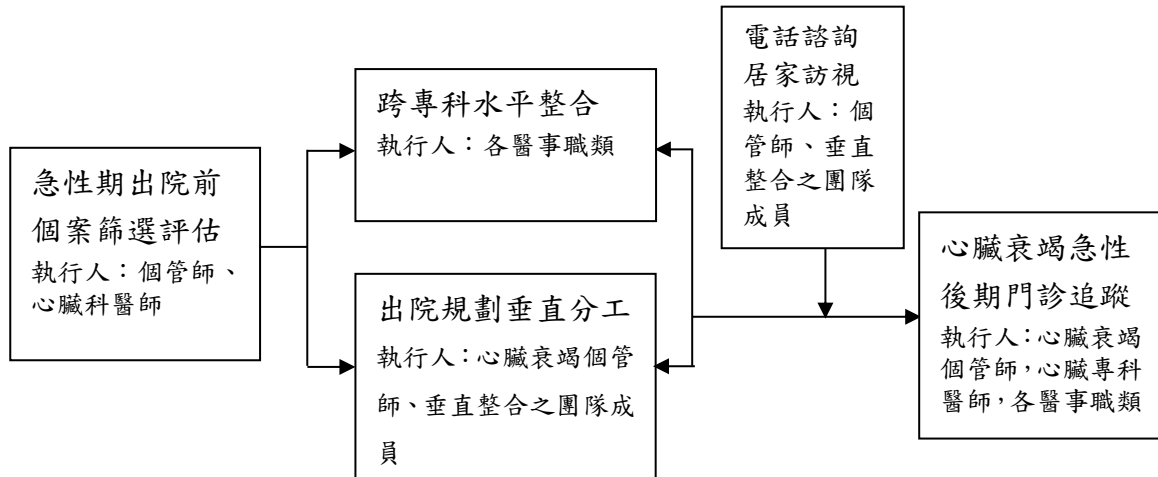 急性期出院前
個案篩選評估
執行人：個管師、
心臟科醫師
跨專科水平整合
執行人：各醫事職類
出院規劃垂直分工
執行人：心臟衰竭個管
師、垂直整合之團隊成
員
電話諮詢
居家訪視
執行人：個
管師、垂直
整合之團隊
成員
心臟衰竭急性
後期門診追蹤
執行人：心臟衰竭
個管師，心臟專科
醫師，各醫事職類